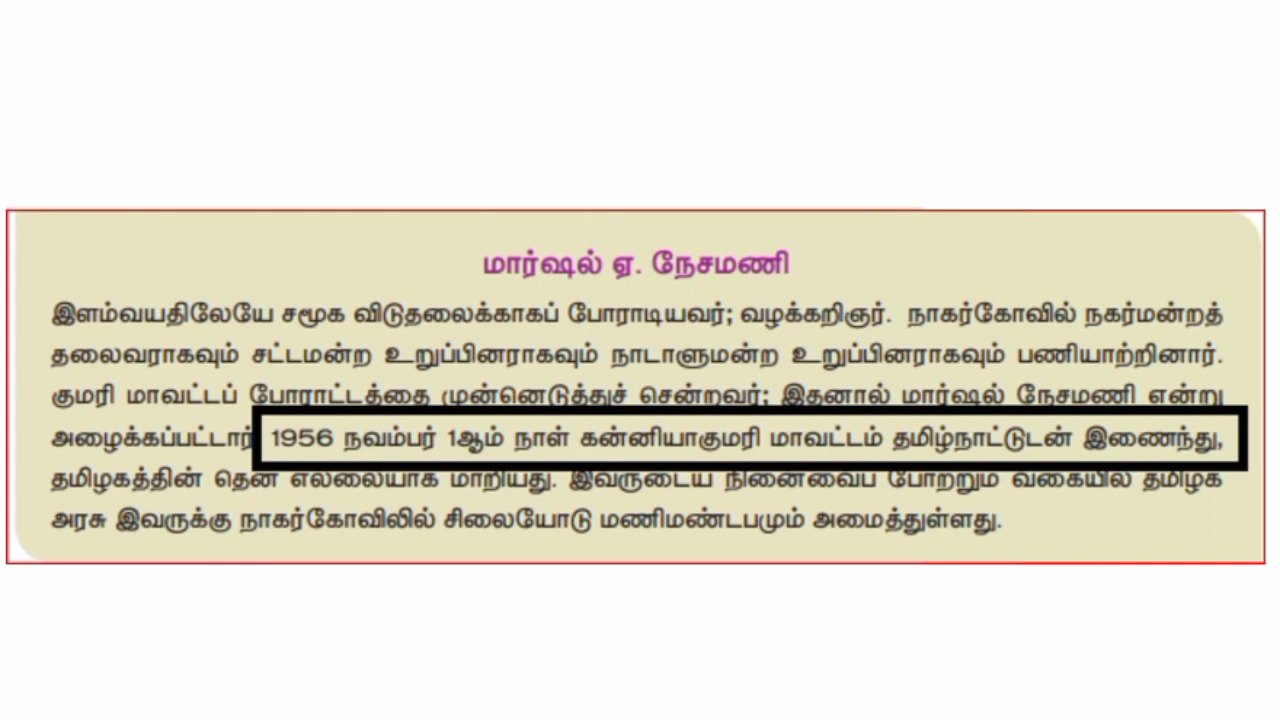 மார்ஷல் ஏ. நேசமணி
இளம்வயதிலேயே சமூக விடுதலைக்காகப் போராடியவர்; வழக்கறிஞர். நாகர்கோவில் நகர்மன்றத்
தலைவராகவும் சட்டமன்ற உறுப்பினராகவும் நாடாளுமன்ற உறுப்பினராகவும் பணியாற்றினார்.
குமரி மாவட்டப் போராட்டத்தை முன்னெடுத்துச் சென்றவர்; இதனால் மார்ஷல் நேசமணி என்று
அழைக்கப்பட்டார் 1956 நவம்பர் 1ஆம் நாள் கன்னியாகுமரி மாவட்டம் தமிழ்நாட்டுடன் இணைந்து,
தமிழகத்தின் தென் எல்லையாக மாறியது. இவருடைய நினைவைப் போற்றும் வகையில் தமிழக
அரசு இவருக்கு நாகர்கோவிலில் சிலையோடு மணிமண்டபமும் அமைத்துள்ளது.